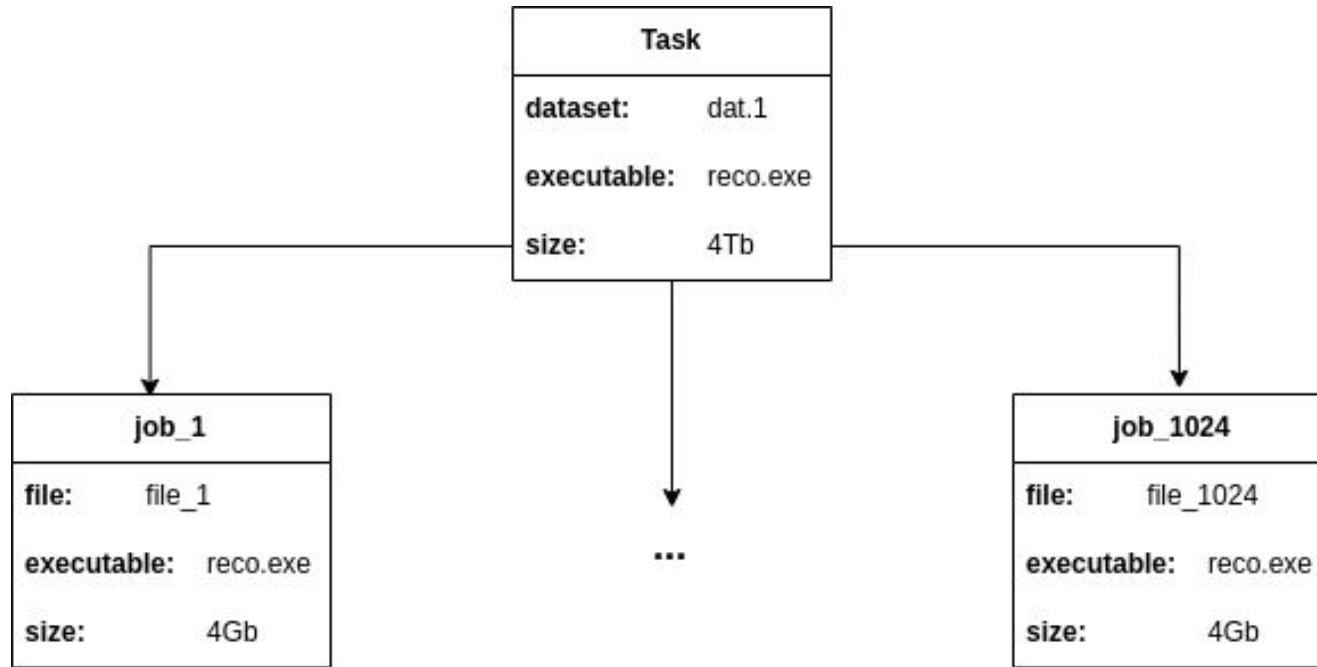 Task
dataset: dat.1
executable: reco.exe
size: 4Tb
job_1
file: file_1
executable: reco.exe
size: 4Gb
...
job_1024
file: file_1024
executable: reco.exe
size: 4Gb